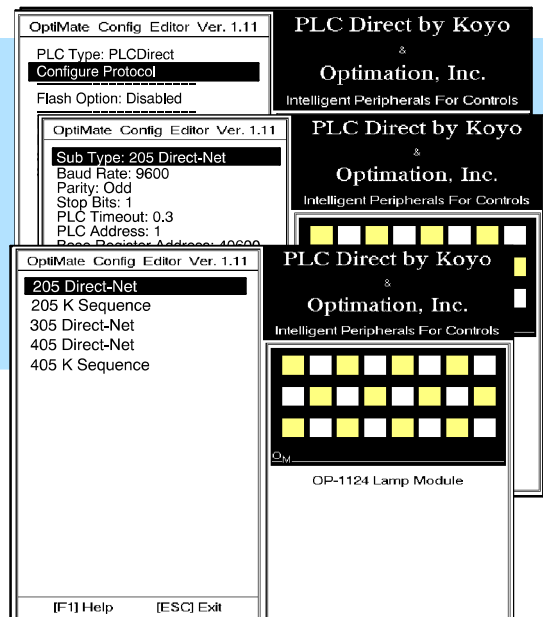 OptiMate Config Editor Ver. 1.11
PLC Type: PLCDirect
Configure Protocol
Flash Option: Disabled
PLC Direct by Koyo
&
Optimation, Inc.
Intelligent Peripherals For Controls
OptiMate Config Editor Ver. 1.11
Sub Type: 205 Direct-Net
Baud Rate: 9600
Parity: Odd
Stop Bits: 1
PLC Timeout: 0.3
PLC Address: 1
Base Register Address: 40600
PLC Direct by Koyo
&
Optimation, Inc.
Intelligent Peripherals For Controls
OptiMate Config Editor Ver. 1.11
205 Direct-Net
205 K Sequence
305 Direct-Net
405 Direct-Net
405 K Sequence
[F1] Help [ESC] Exit
PLC Direct by Koyo
&
Optimation, Inc.
Intelligent Peripherals For Controls
OM
OP-1124 Lamp Module